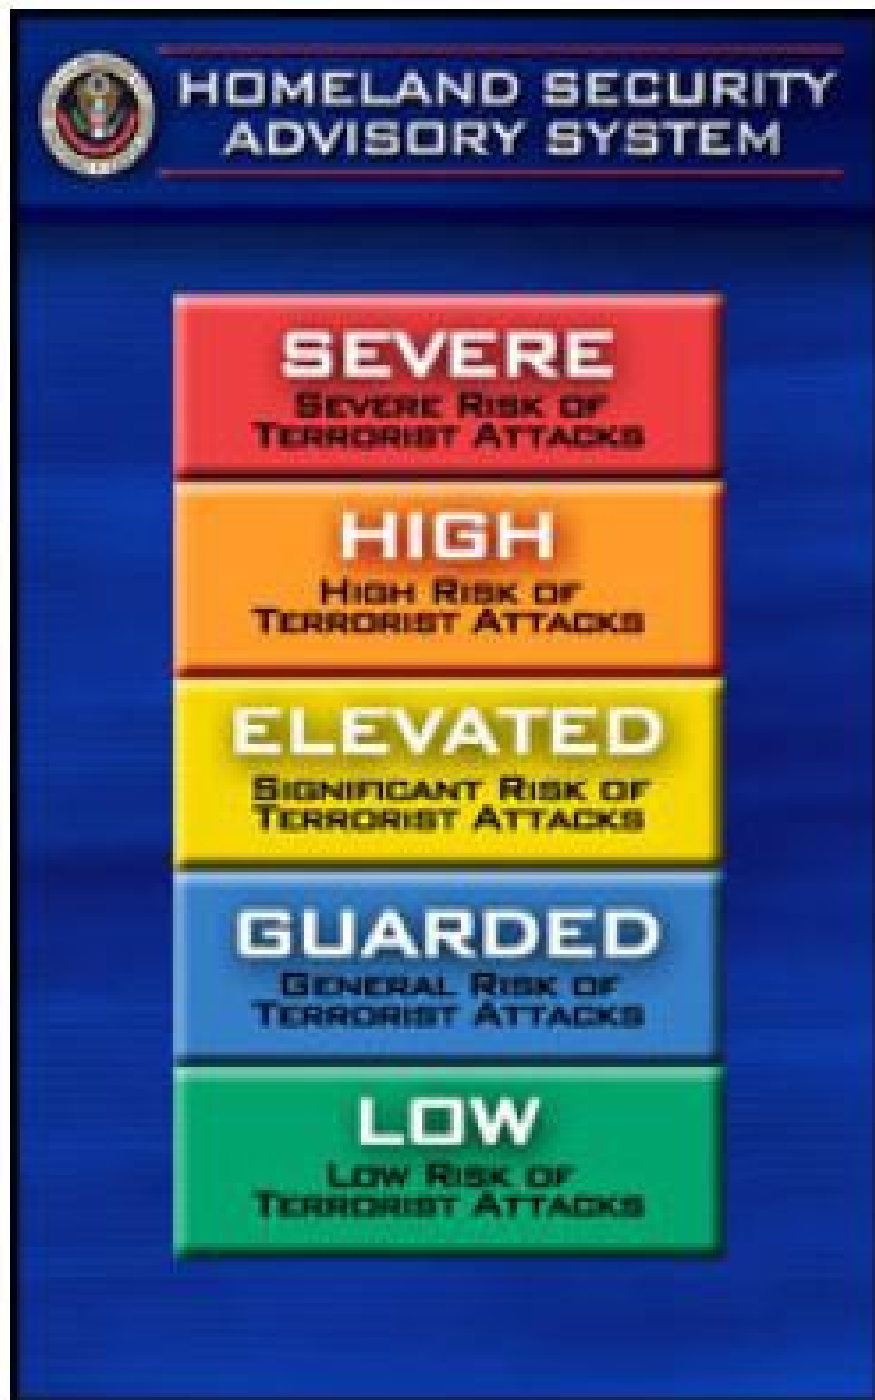 HOMELAND SECURITY
ADVISORY SYSTEM
SEVERE
SEVERE RISK OF
TERRORIST ATTACKS
HIGH
HIGH RISK OF
TERRORIST ATTACKS
ELEVATED
SIGNIFICANT RISK OF
TERRORIST ATTACKS
GUARDED
GENERAL RISK OF
TERRORIST ATTACKS
LOW
LOW RISK OF
TERRORIST ATTACKS